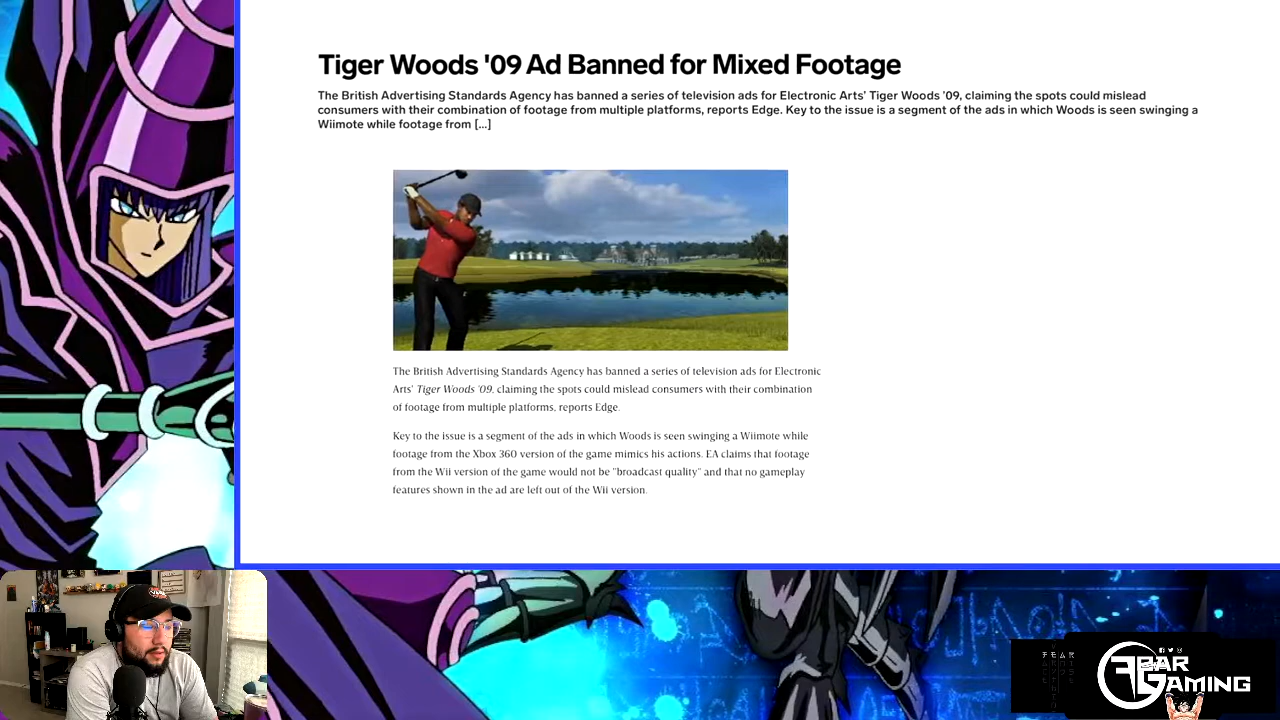 Tiger Woods '09 Ad Banned for Mixed Footage
The British Advertising Standards Agency has banned a series of television ads for Electronic Arts' Tiger Woods '09, claiming the spots could mislead
consumers with their combination of footage from multiple platforms, reports Edge. Key to the issue is a segment of the ads in which Woods is seen swinging a
Wiimote while footage from [...]
The British Advertising Standards Agency has banned a series of television ads for Electronic
Arts' Tiger Woods '09, claiming the spots could mislead consumers with their combination
of footage from multiple platforms, reports Edge.
Key to the issue is a segment of the ads in which Woods is seen swinging a Wiimote while
footage from the Xbox 360 version of the game mimics his actions. EA claims that footage
from the Wii version of the game would not be "broadcast quality" and that no gameplay
features shown in the ad are left out of the Wii version.
FEAR
GAMING